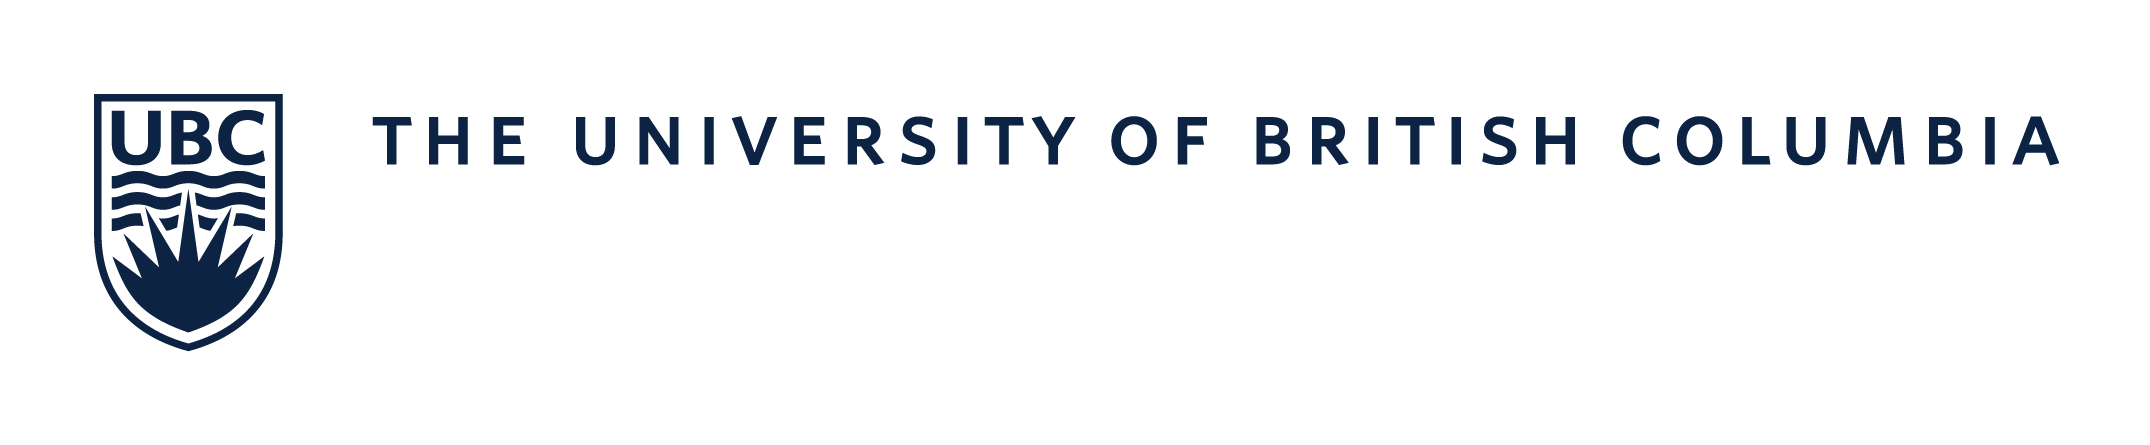 UBC
THE UNIVERSITY OF BRITISH COLUMBIA